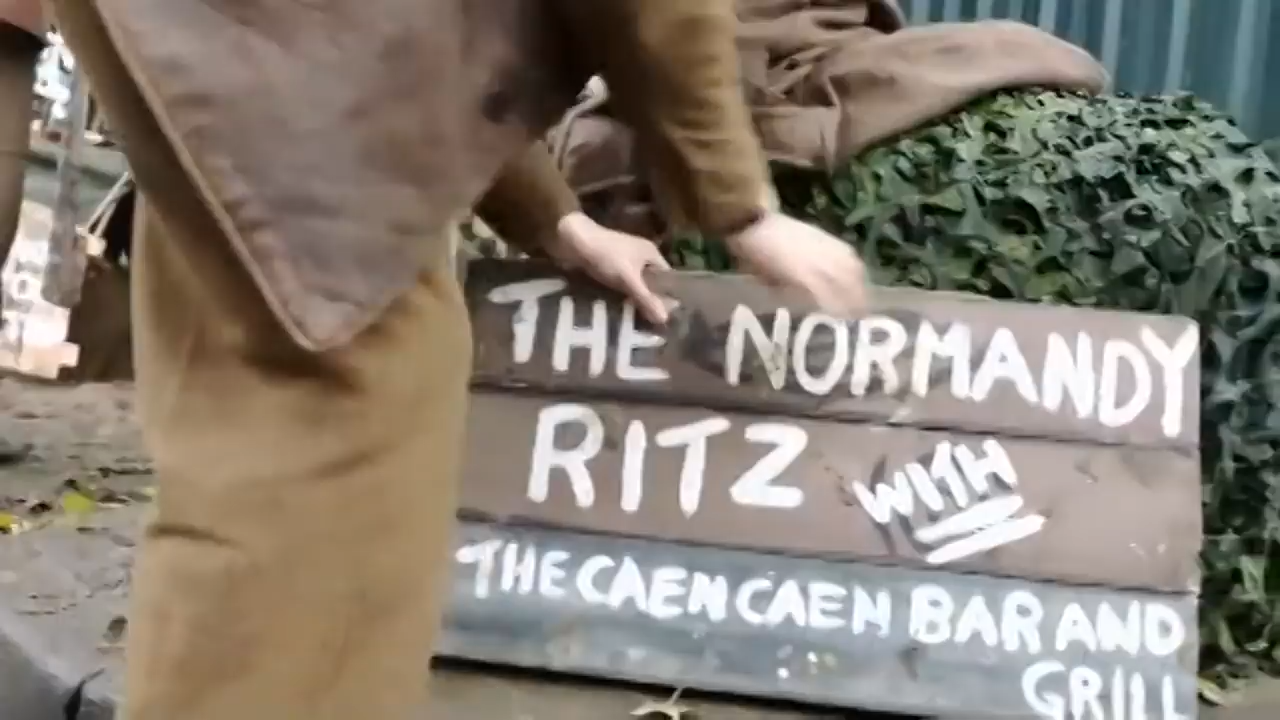 THE NORMANDY
RITZ WITH
THE CAEN CAEN BAR AND
GRILL